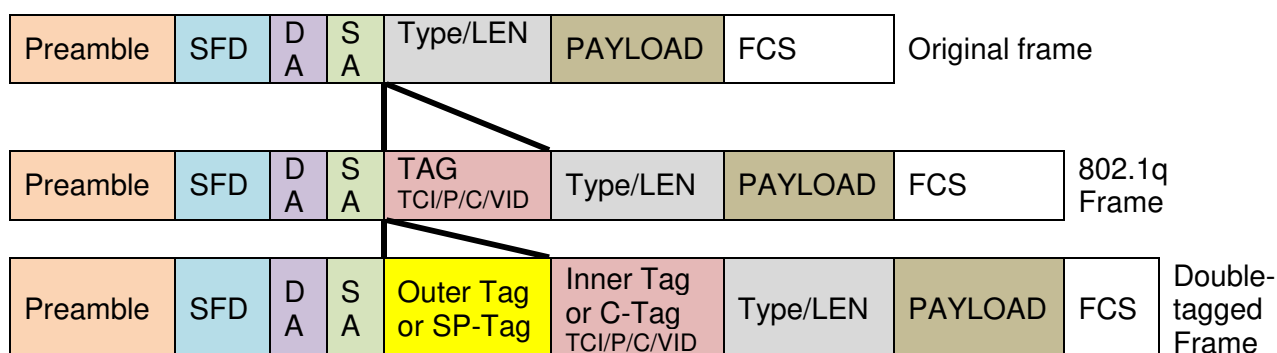 Preamble SFD D A S A Type/LEN PAYLOAD FCS Original frame
Preamble SFD D A S A TAG TCI/P/C/VID Type/LEN PAYLOAD FCS 802.1q Frame
Preamble SFD D A S A Outer Tag or SP-Tag Inner Tag or C-Tag TCI/P/C/VID Type/LEN PAYLOAD FCS Double-tagged Frame